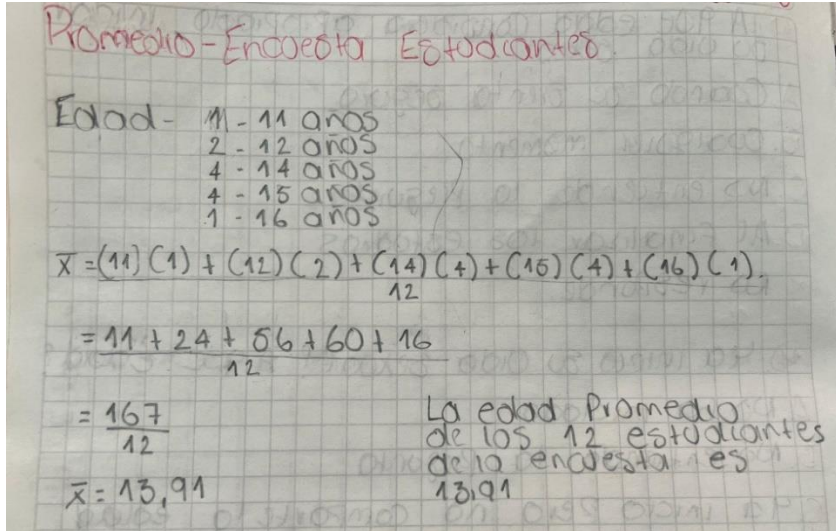 Promedio-Encuesta Estudiantes
Edad- 1 - 11 años
2 - 12 años
4 - 14 años
4 - 15 años
1 - 16 años
x̅ = (11) (1) + (12) (2) + (14) (4) + (15) (4) + (16) (1).
12
= 11 + 24 + 56 + 60 + 16
12
= 167
12
x̅ = 13,91
La edad Promedio
de los 12 estudiantes
de la encuesta es
13,91